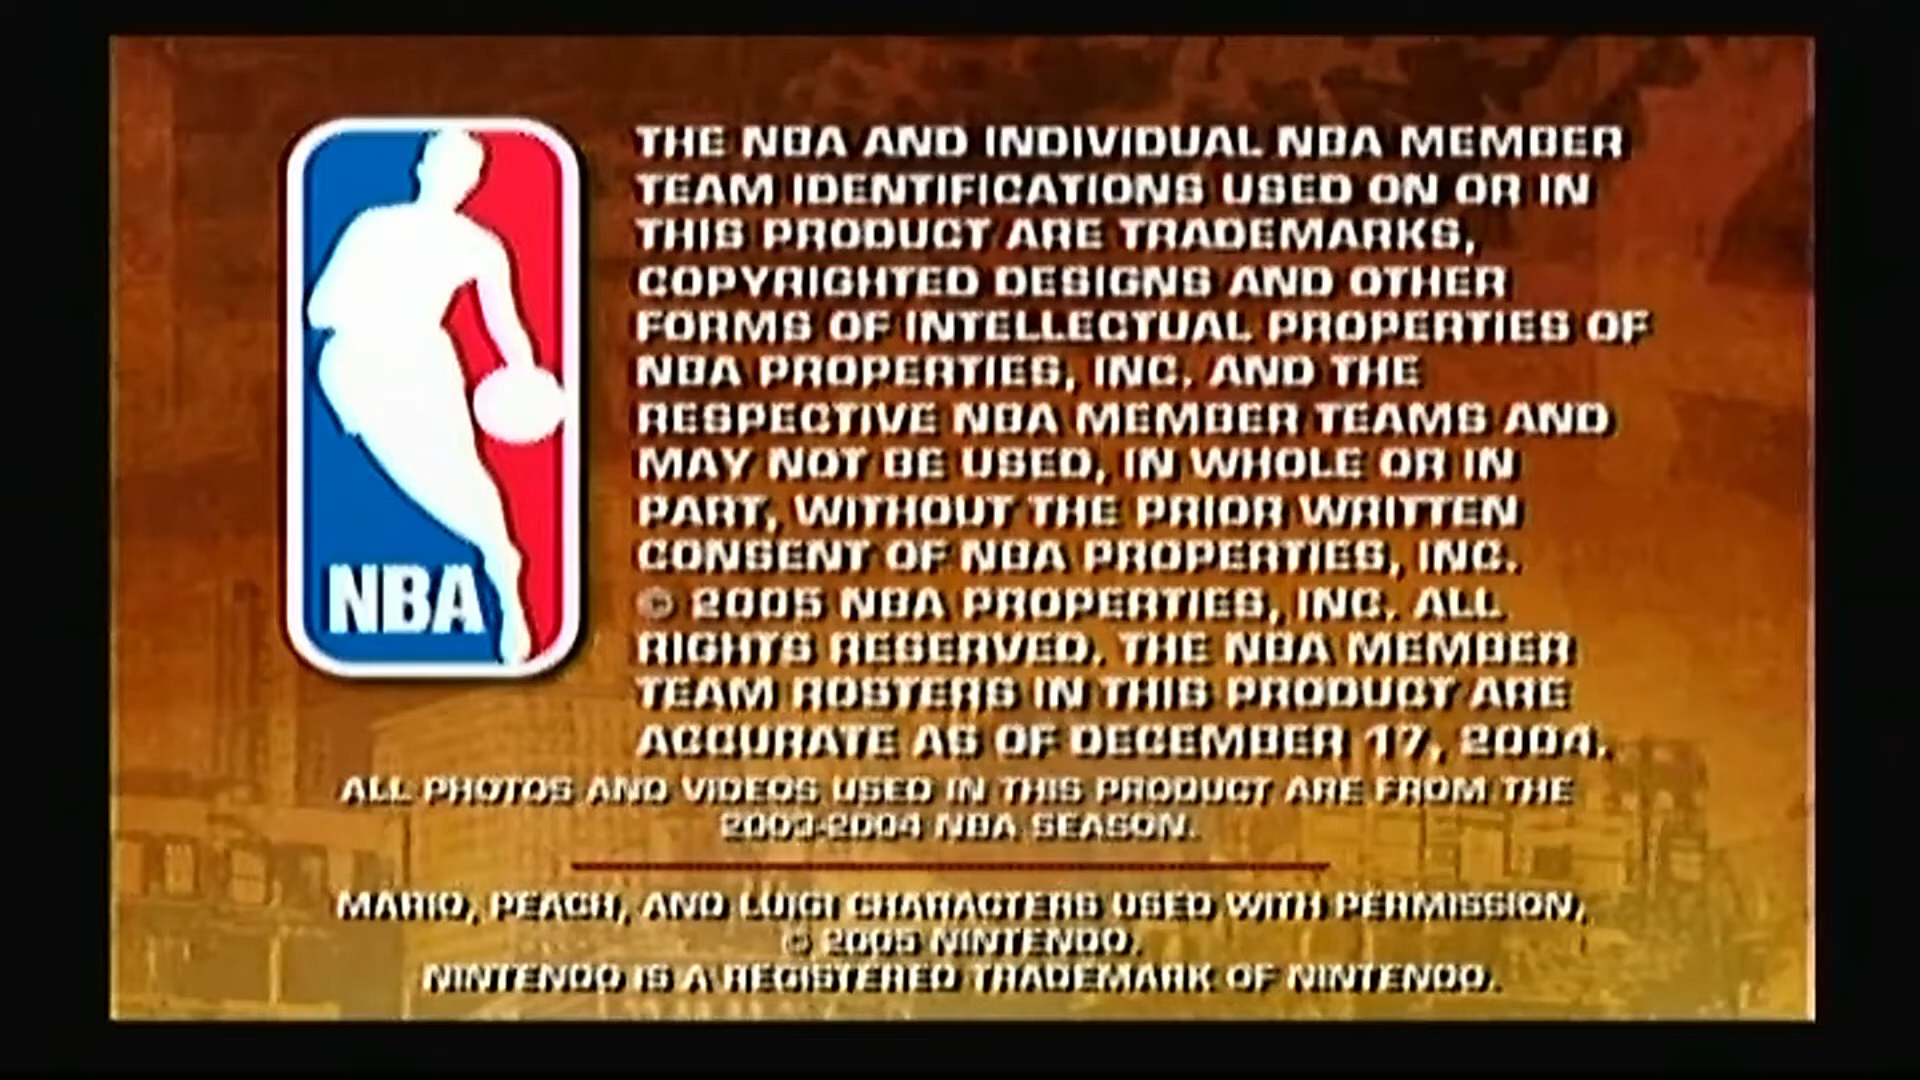 NBA
THE NBA AND INDIVIDUAL NBA MEMBER
TEAM IDENTIFICATIONS USED ON OR IN
THIS PRODUCT ARE TRADEMARKS,
COPYRIGHTED DESIGNS AND OTHER
FORMS OF INTELLECTUAL PROPERTIES OF
NBA PROPERTIES, INC. AND THE
RESPECTIVE NBA MEMBER TEAMS AND
MAY NOT BE USED, IN WHOLE OR IN
PART, WITHOUT THE PRIOR WRITTEN
CONSENT OF NBA PROPERTIES, INC.
© 2005 NBA PROPERTIES, INC. ALL
RIGHTS RESERVED. THE NBA MEMBER
TEAM ROSTERS IN THIS PRODUCT ARE
ACCURATE AS OF DECEMBER 17, 2004.
ALL PHOTOS AND VIDEOS USED IN THIS PRODUCT ARE FROM THE
2003-2004 NBA SEASON.
MARIO, PEACH, AND LUIGI CHARACTERS USED WITH PERMISSION,
© 2005 NINTENDO.
NINTENDO IS A REGISTERED TRADEMARK OF NINTENDO.